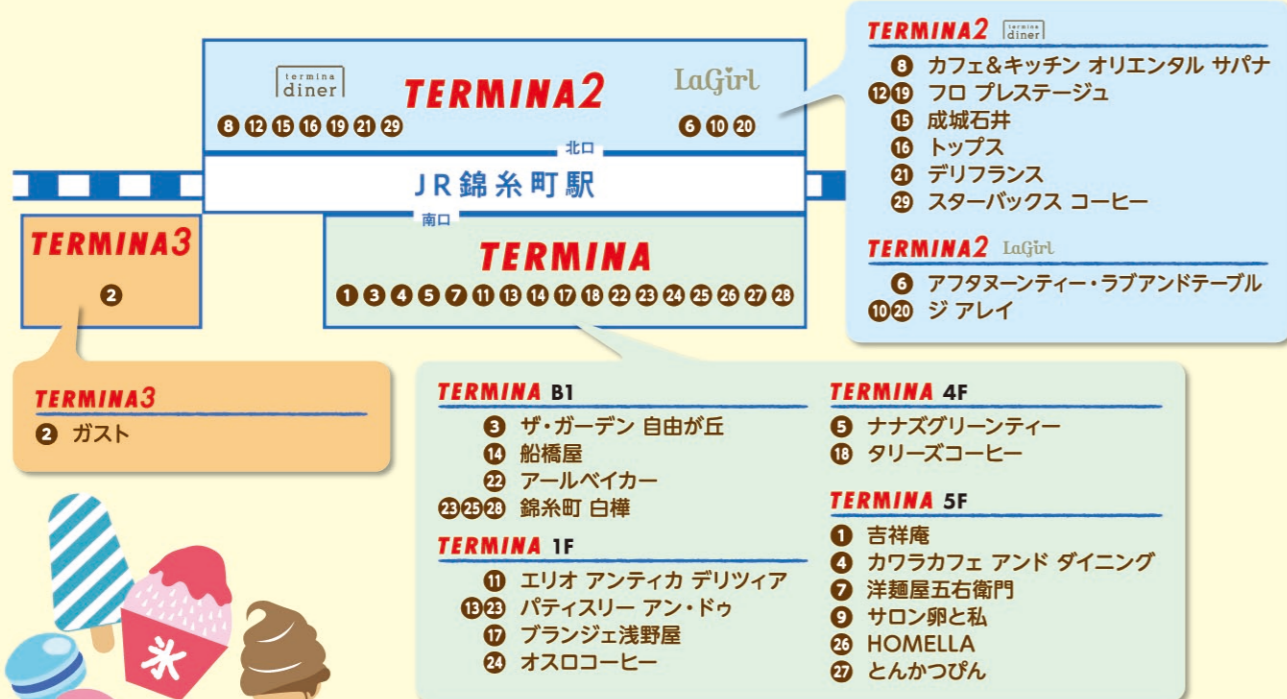 termina diner
TERMINA2
LaGirl
8 12 15 16 19 21 29
6 10 20
北口
JR錦糸町駅
南口
TERMINA3
2
TERMINA
1 3 4 5 7 11 13 14 17 18 22 23 24 25 26 27 28
TERMINA2 termina diner
8 カフェ&キッチン オリエンタル サパナ
12 19 フロ プレステージュ
15 成城石井
16 トップス
21 デリフランス
29 スターバックス コーヒー
TERMINA2 LaGirl
6 アフタヌーンティー・ラブアンドテーブル
10 20 ジ アレイ
TERMINA3
2 ガスト
TERMINA B1
3 ザ・ガーデン 自由が丘
14 船橋屋
22 アールベイカー
23 25 28 錦糸町 白樺
TERMINA 1F
11 エリオ アンティカ デリツィア
13 23 パティスリー アン・ドゥ
17 ブランジェ浅野屋
24 オスロコーヒー
TERMINA 4F
5 ナナズグリーンティー
18 タリーズコーヒー
TERMINA 5F
1 吉祥庵
4 カワラカフェ アンド ダイニング
7 洋麺屋五右衛門
9 サロン卵と私
26 HOMELLA
27 とんかつぴん
氷